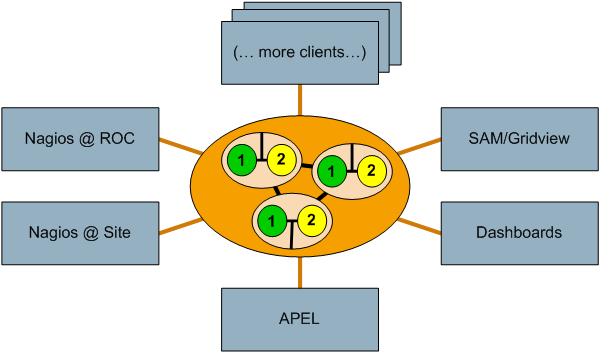 (... more clients...)
Nagios @ ROC
SAM/Gridview
1 2
1 2
1 2
Nagios @ Site
Dashboards
APEL